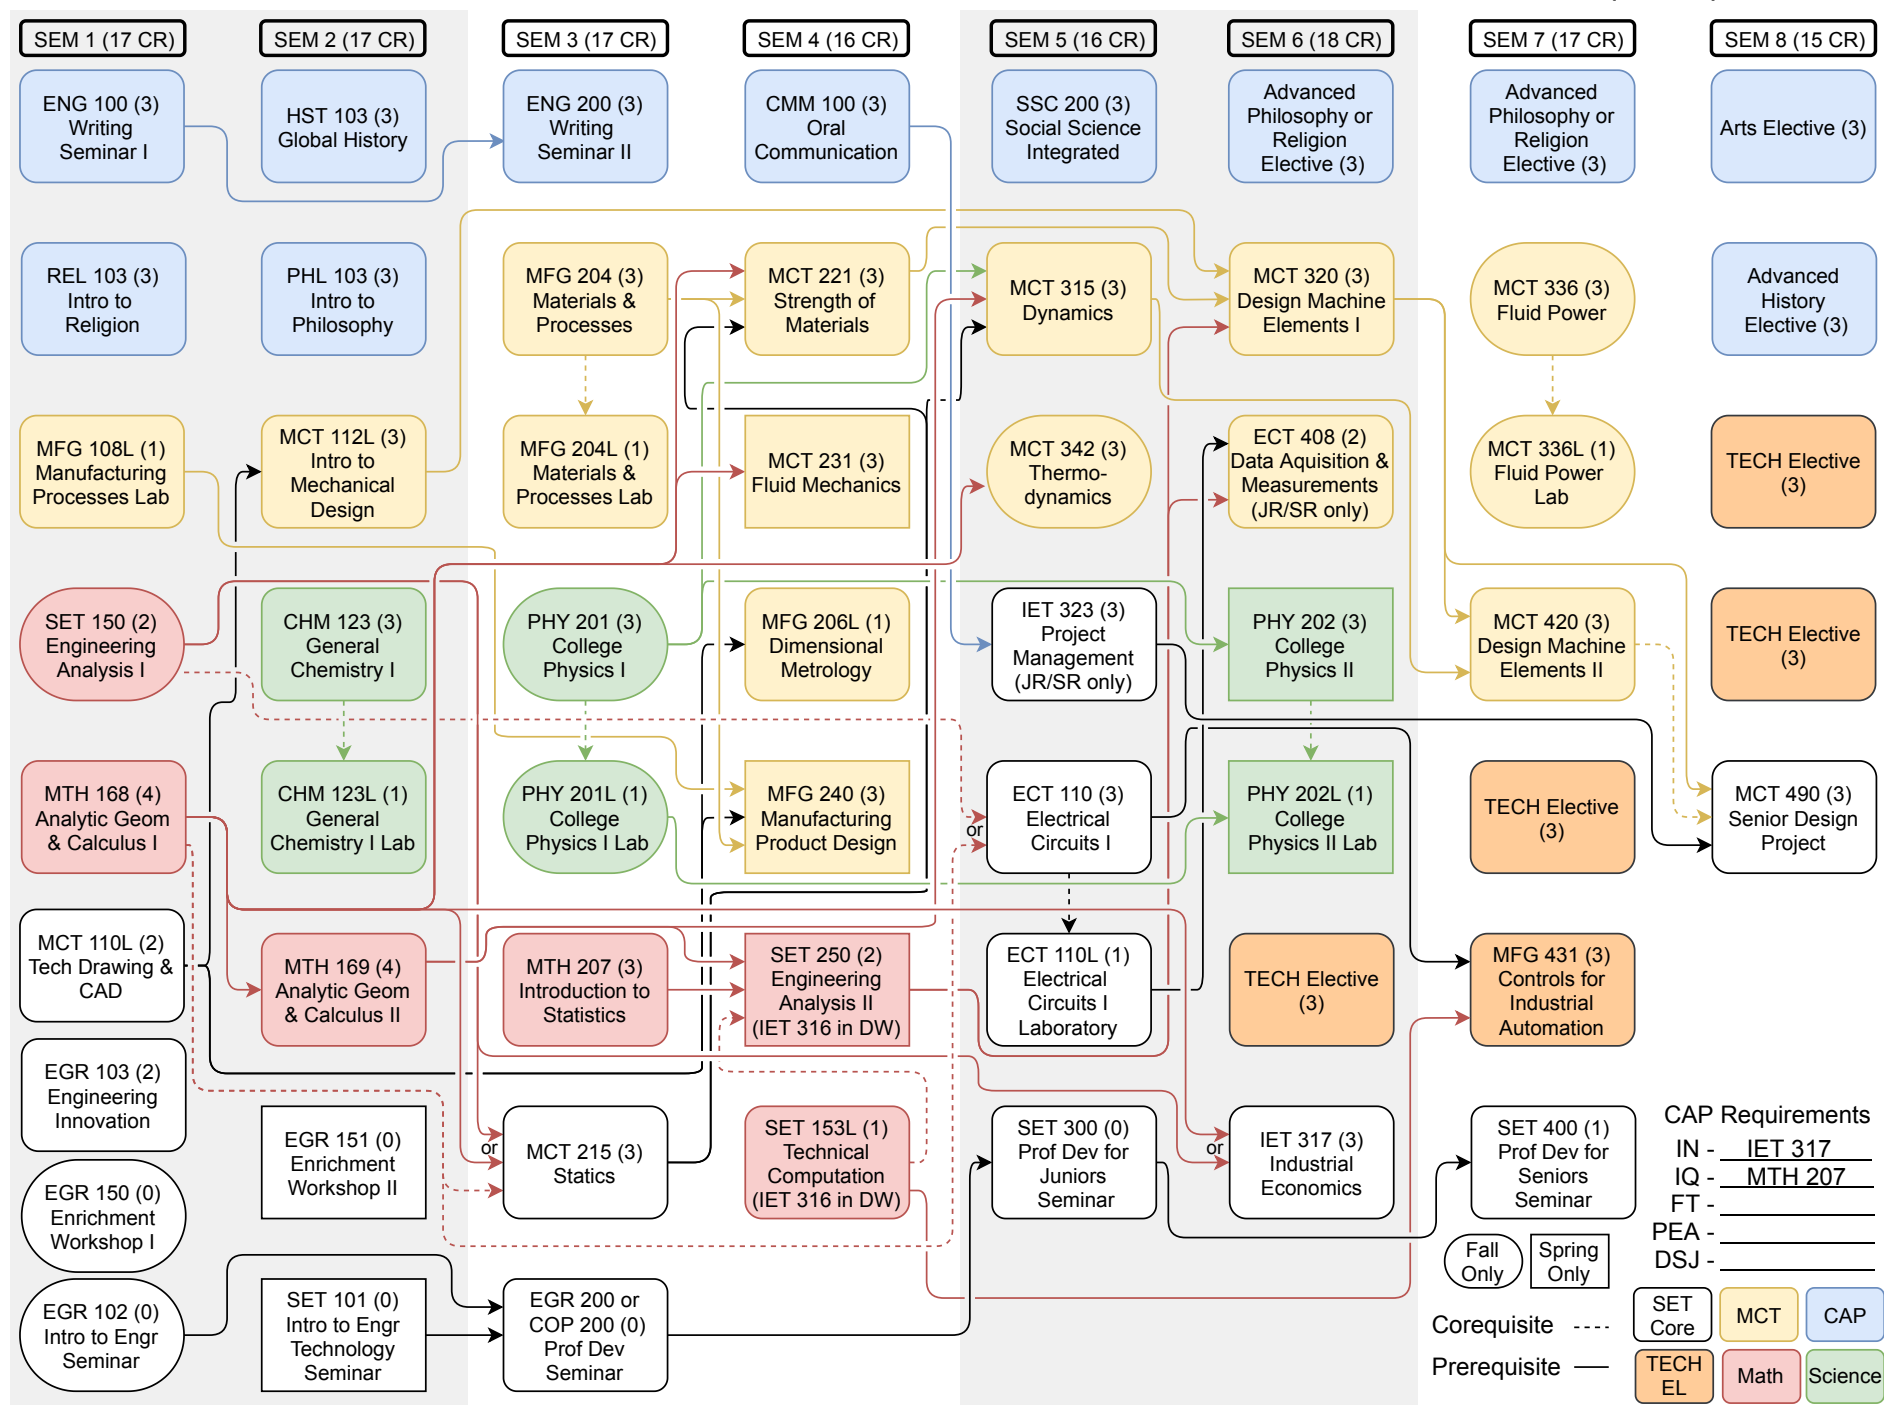 SEM 1 (17 CR)
SEM 2 (17 CR)
SEM 3 (17 CR)
SEM 4 (16 CR)
SEM 5 (16 CR)
SEM 6 (18 CR)
SEM 7 (17 CR)
SEM 8 (15 CR)
ENG 100 (3)
Writing
Seminar I
HST 103 (3)
Global History
ENG 200 (3)
Writing
Seminar II
CMM 100 (3)
Oral
Communication
SSC 200 (3)
Social Science
Integrated
Advanced
Philosophy or
Religion
Elective (3)
Advanced
Philosophy or
Religion
Elective (3)
Arts Elective (3)
REL 103 (3)
Intro to
Religion
PHL 103 (3)
Intro to
Philosophy
MFG 204 (3)
Materials &
Processes
MCT 221 (3)
Strength of
Materials
MCT 315 (3)
Dynamics
MCT 320 (3)
Design Machine
Elements I
MCT 336 (3)
Fluid Power
Advanced
History
Elective (3)
MFG 108L (1)
Manufacturing
Processes Lab
MCT 112L (3)
Intro to
Mechanical
Design
MFG 204L (1)
Materials &
Processes Lab
MCT 231 (3)
Fluid Mechanics
MCT 342 (3)
Thermo-
dynamics
ECT 408 (2)
Data Aquisition &
Measurements
(JR/SR only)
MCT 336L (1)
Fluid Power
Lab
TECH Elective
(3)
SET 150 (2)
Engineering
Analysis I
CHM 123 (3)
General
Chemistry I
PHY 201 (3)
College
Physics I
MFG 206L (1)
Dimensional
Metrology
IET 323 (3)
Project
Management
(JR/SR only)
PHY 202 (3)
College
Physics II
MCT 420 (3)
Design Machine
Elements II
TECH Elective
(3)
MTH 168 (4)
Analytic Geom
& Calculus I
CHM 123L (1)
General
Chemistry I Lab
PHY 201L (1)
College
Physics I Lab
MFG 240 (3)
Manufacturing
Product Design
or
ECT 110 (3)
Electrical
Circuits I
PHY 202L (1)
College
Physics II Lab
TECH Elective
(3)
MCT 490 (3)
Senior Design
Project
MCT 110L (2)
Tech Drawing &
CAD
MTH 169 (4)
Analytic Geom
& Calculus II
MTH 207 (3)
Introduction to
Statistics
SET 250 (2)
Engineering
Analysis II
(IET 316 in DW)
ECT 110L (1)
Electrical
Circuits I
Laboratory
TECH Elective
(3)
MFG 431 (3)
Controls for
Industrial
Automation
EGR 103 (2)
Engineering
Innovation
EGR 151 (0)
Enrichment
Workshop II
or
MCT 215 (3)
Statics
SET 153L (1)
Technical
Computation
(IET 316 in DW)
SET 300 (0)
Prof Dev for
Juniors
Seminar
or
IET 317 (3)
Industrial
Economics
SET 400 (1)
Prof Dev for
Seniors
Seminar
CAP Requirements
IN - IET 317
IQ - MTH 207
FT -
PEA -
DSJ -
EGR 150 (0)
Enrichment
Workshop I
EGR 102 (0)
Intro to Engr
Seminar
SET 101 (0)
Intro to Engr
Technology
Seminar
EGR 200 or
COP 200 (0)
Prof Dev
Seminar
Fall
Only
Spring
Only
Corequisite
Prerequisite
SET
Core
MCT
CAP
TECH
EL
Math
Science